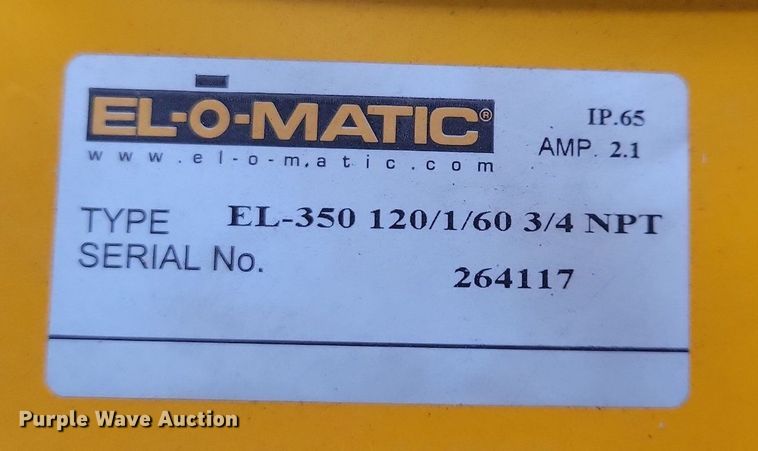 EL-O-MATIC®
www.el-o-matic.com
IP.65
AMP. 2.1
TYPE EL-350 120/1/60 3/4 NPT
SERIAL No. 264117
Purple Wave Auction